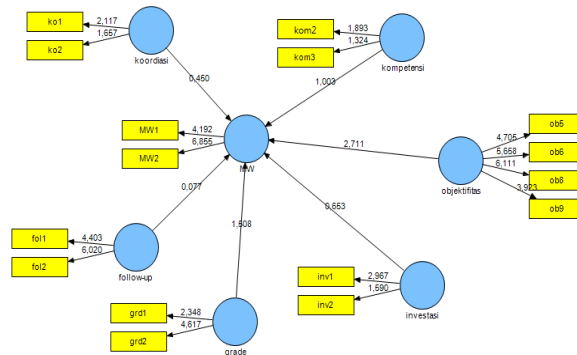 ko1
2,117
ko2
1,657
koordiasi
kom2
1,893
kom3
1,324
kompetensi
0,450
1,003
MW1
4,192
MW2
6,855
MW
2,711
4,705
ob5
5,658
ob6
6,111
ob8
3,923
ob9
objektifitas
0,077
1,508
0,653
fol1
4,403
fol2
6,020
follow-up
inv1
2,967
inv2
1,590
investasi
grd1
2,348
grd2
4,617
grade